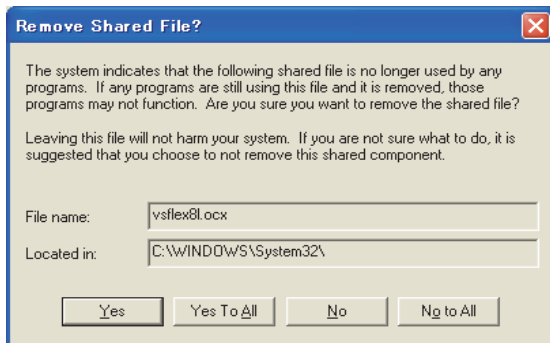 Remove Shared File?
The system indicates that the following shared file is no longer used by any
programs. If any programs are still using this file and it is removed, those
programs may not function. Are you sure you want to remove the shared file?
Leaving this file will not harm your system. If you are not sure what to do, it is
suggested that you choose to not remove this shared component.
File name: vsflex8l.ocx
Located in: C:\WINDOWS\System32\
Yes Yes To All No No to All